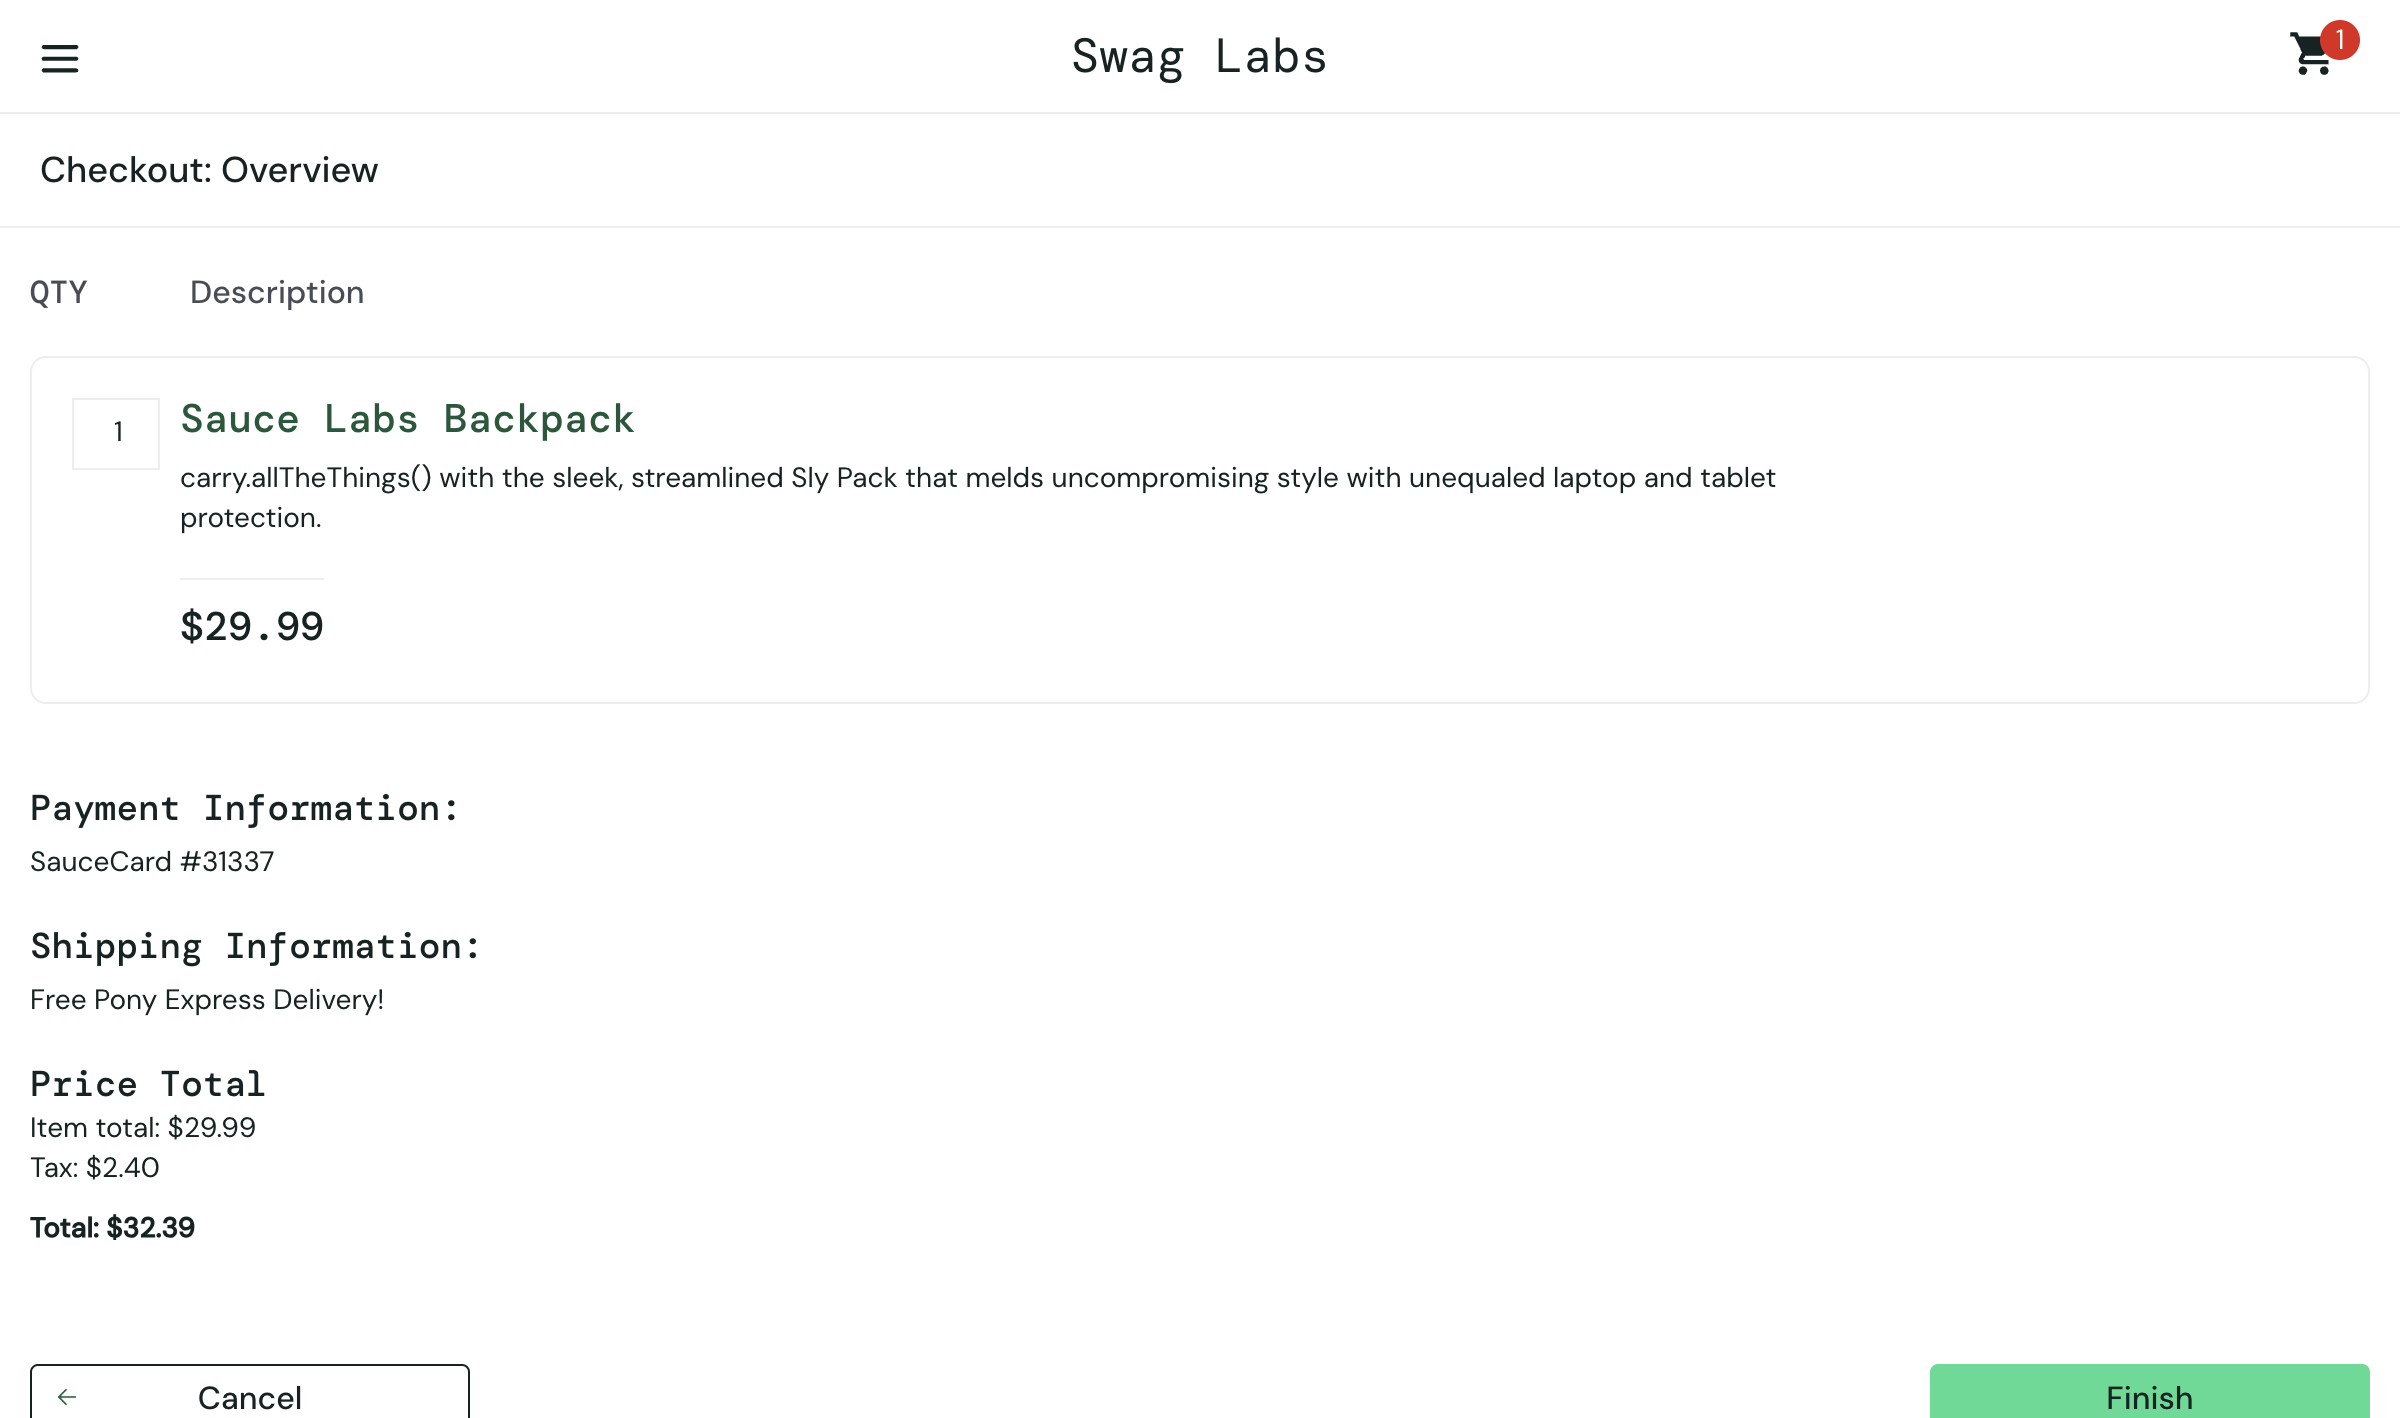 Swag Labs
1
Checkout: Overview
QTY Description
1
Sauce Labs Backpack
carry.allTheThings() with the sleek, streamlined Sly Pack that melds uncompromising style with unequaled laptop and tablet
protection.
$29.99
Payment Information:
SauceCard #31337
Shipping Information:
Free Pony Express Delivery!
Price Total
Item total: $29.99
Tax: $2.40
Total: $32.39
Cancel
Finish